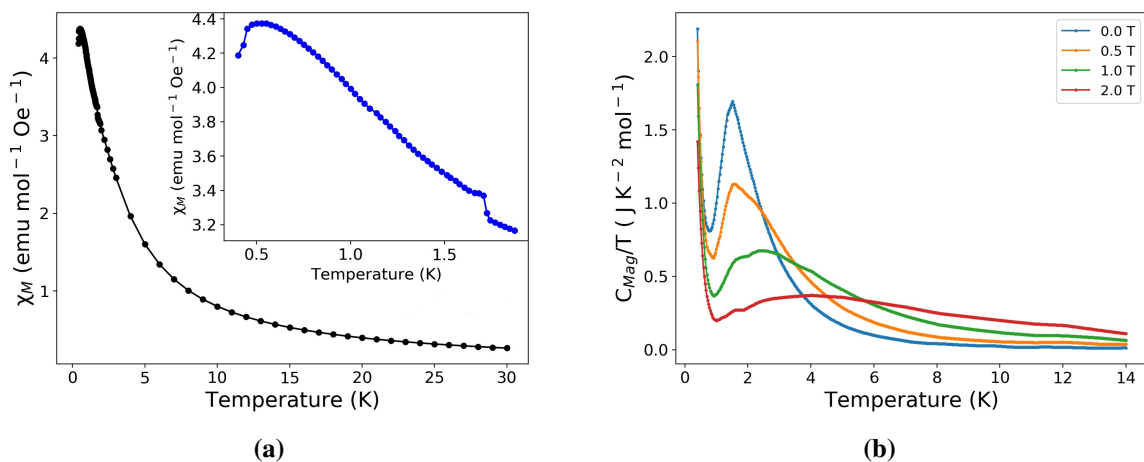 χ_M (emu mol⁻¹ Oe⁻¹)
4
3
2
1
0 5 10 15 20 25 30
Temperature (K)
χ_M (emu mol⁻¹ Oe⁻¹)
4.4
4.2
4.0
3.8
3.6
3.4
3.2
0.5 1.0 1.5
Temperature (K)
(a)
C_Mag/T ( J K⁻² mol⁻¹)
2.0
1.5
1.0
0.5
0.0
0 2 4 6 8 10 12 14
Temperature (K)
0.0 T
0.5 T
1.0 T
2.0 T
(b)